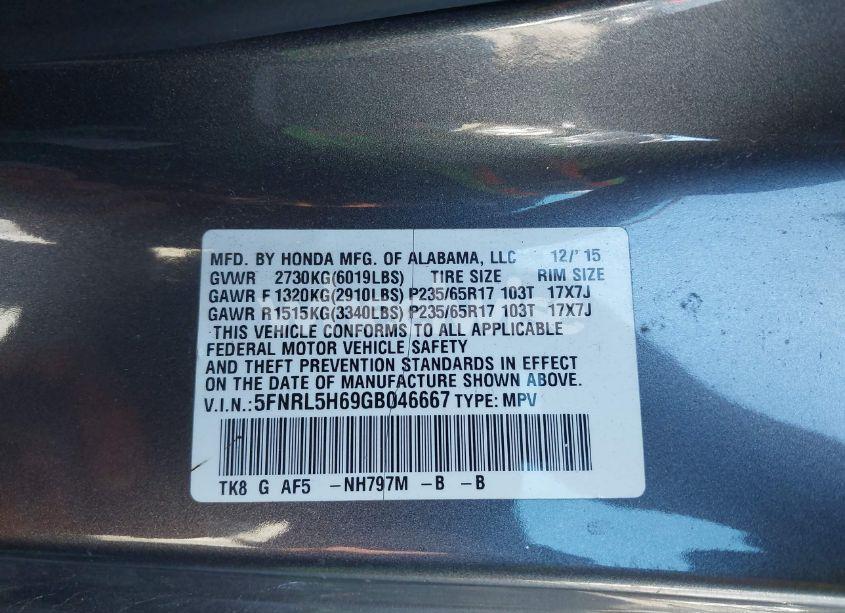 MFD. BY HONDA MFG. OF ALABAMA, LLC 12/'15
GVWR 2730KG(6019LBS) TIRE SIZE RIM SIZE
GAWR F1320KG(2910LBS) P235/65R17 103T 17X7J
GAWR R1515KG(3340LBS) P235/65R17 103T 17X7J
THIS VEHICLE CONFORMS TO ALL APPLICABLE
FEDERAL MOTOR VEHICLE SAFETY
AND THEFT PREVENTION STANDARDS IN EFFECT
ON THE DATE OF MANUFACTURE SHOWN ABOVE.
V.I.N.:5FNRL5H69GB046667 TYPE: MPV
TK8 G AF5 -NH797M -B -B